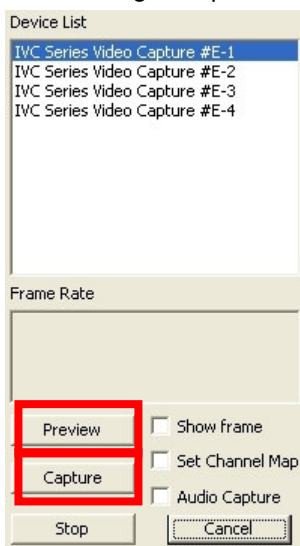 Device List
IVC Series Video Capture #E-1
IVC Series Video Capture #E-2
IVC Series Video Capture #E-3
IVC Series Video Capture #E-4
Frame Rate
Preview
Show frame
Set Channel Map
Capture
Audio Capture
Stop
Cancel